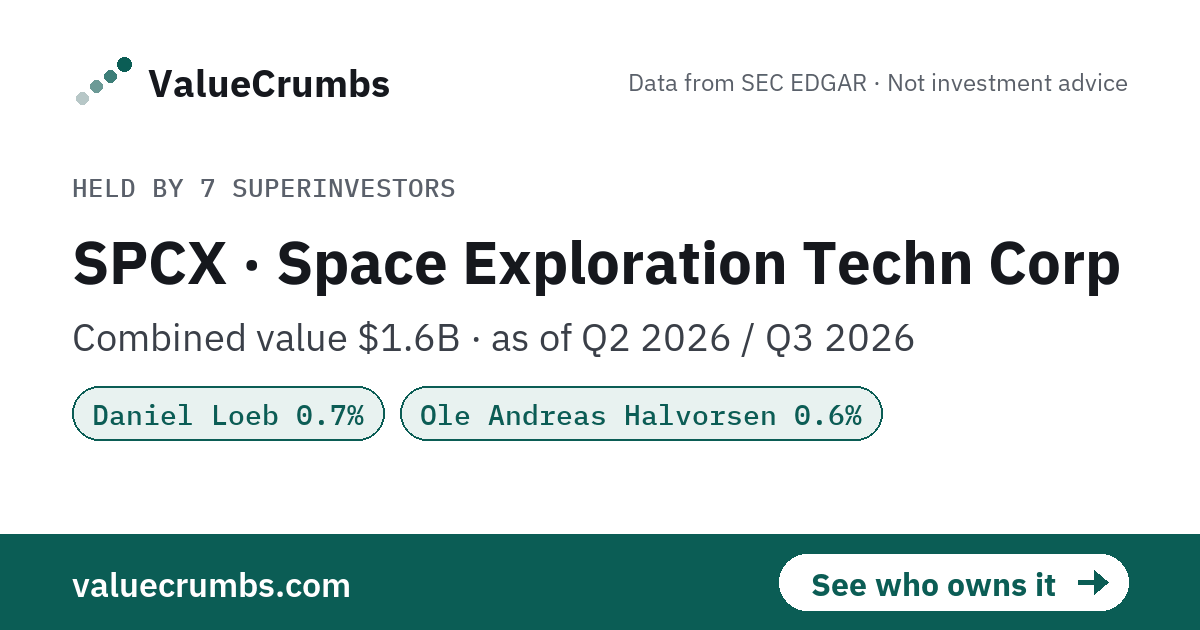 ValueCrumbs
Data from SEC EDGAR · Not investment advice
HELD BY 7 SUPERINVESTORS
SPCX · Space Exploration Techn Corp
Combined value $1.6B · as of Q2 2026 / Q3 2026
Daniel Loeb 0.7%
Ole Andreas Halvorsen 0.6%
valuecrumbs.com
See who owns it →